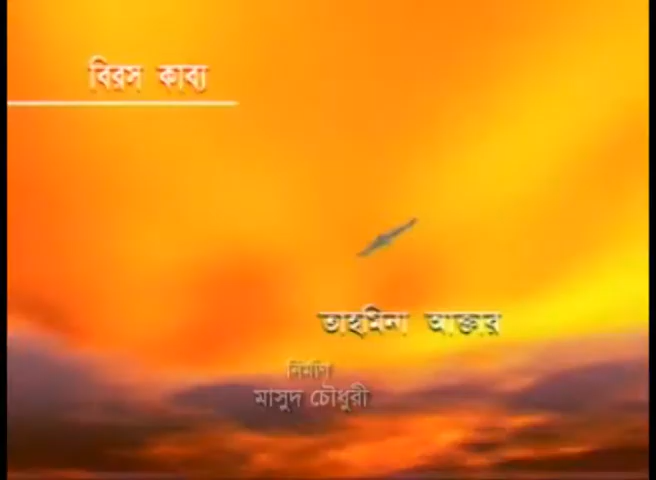 বিরস কাব্য
তাহমিনা আক্তার
নির্মাণে
মাসুদ চৌধুরী